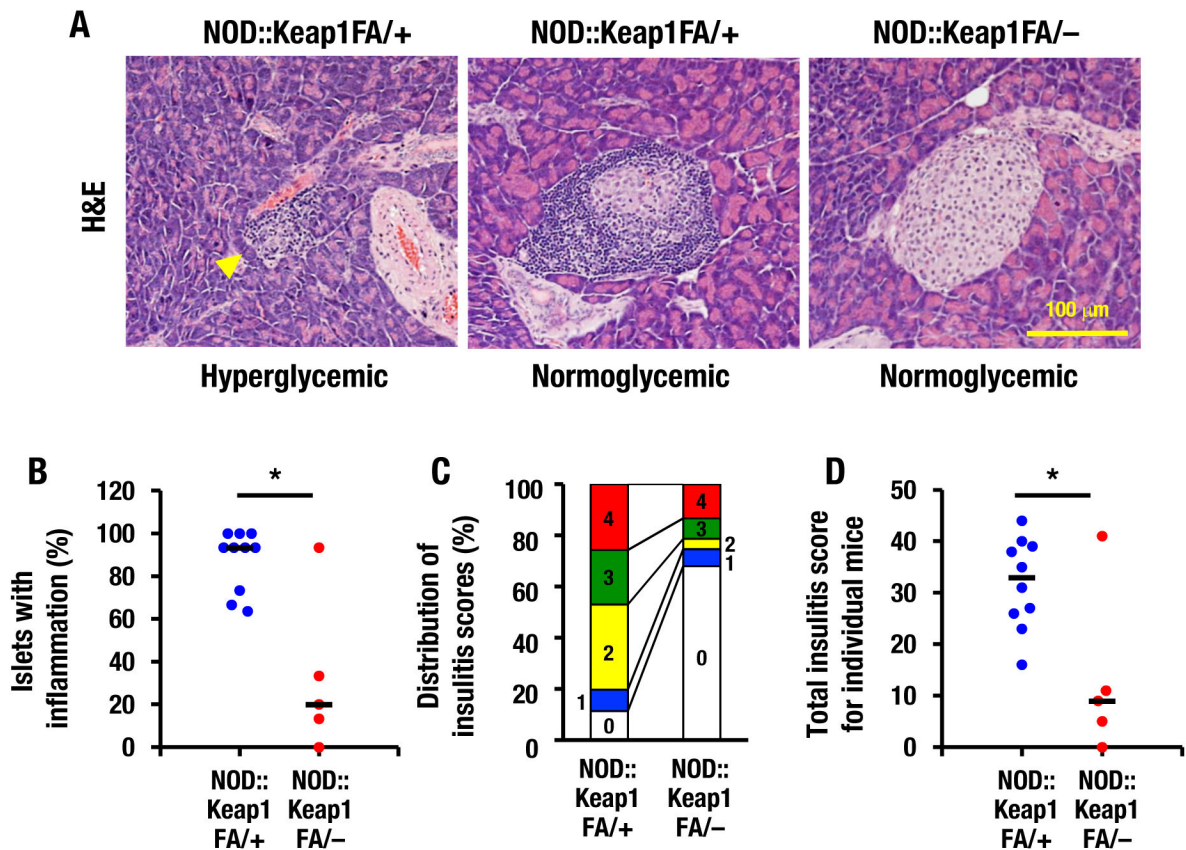 A
NOD::Keap1FA/+
NOD::Keap1FA/+
NOD::Keap1FA/–
H&E
100 μm
Hyperglycemic
Normoglycemic
Normoglycemic
B
*
Islets with
inflammation (%)
120
100
80
60
40
20
0
NOD::
Keap1
FA/+
NOD::
Keap1
FA/–
C
Distribution of
insulitis scores (%)
100
80
60
40
20
0
4
3
2
1
0
4
3
2
1
0
NOD::
Keap1
FA/+
NOD::
Keap1
FA/–
D
*
Total insulitis score
for individual mice
50
40
30
20
10
0
NOD::
Keap1
FA/+
NOD::
Keap1
FA/–